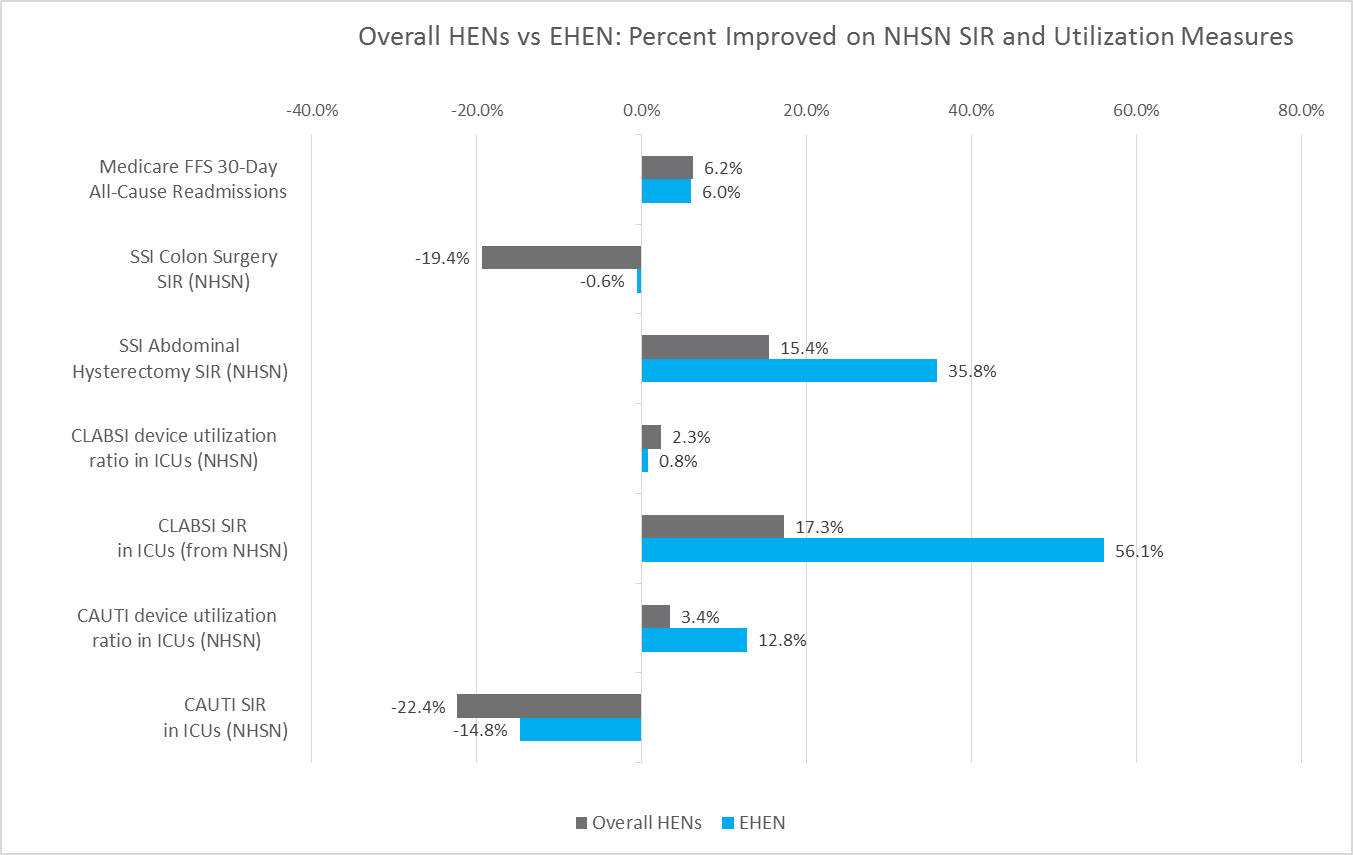 Overall HENs vs EHEN: Percent Improved on NHSN SIR and Utilization Measures
-40.0% -20.0% 0.0% 20.0% 40.0% 60.0% 80.0%
Medicare FFS 30-Day
All-Cause Readmissions
6.2%
6.0%
SSI Colon Surgery
SIR (NHSN)
-19.4%
-0.6%
SSI Abdominal
Hysterectomy SIR (NHSN)
15.4%
35.8%
CLABSI device utilization
ratio in ICUs (NHSN)
2.3%
0.8%
CLABSI SIR
in ICUs (from NHSN)
17.3%
56.1%
CAUTI device utilization
ratio in ICUs (NHSN)
3.4%
12.8%
CAUTI SIR
in ICUs (NHSN)
-22.4%
-14.8%
Overall HENs EHEN